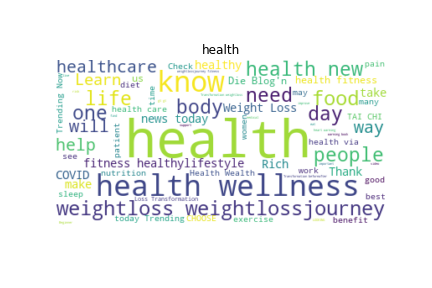 health
healthcare
Check
healthy
health new
pain
Learn
us
know
Die Blog'n
health fitness
diet
Trending Now
life
time
need
may
food
take
many
one
body
Weight Loss
day
TAI CHI
will
health care
news today
women
way
patient
health
help
health via
people
see
fitness healthylifestyle
Rich
work
Thank
COVID
nutrition
Health Wealth
make
health wellness
good
sleep
Loss Transformation
best
weightloss weightlossjourney
today Trending
CHOOSE
exercise
benefit